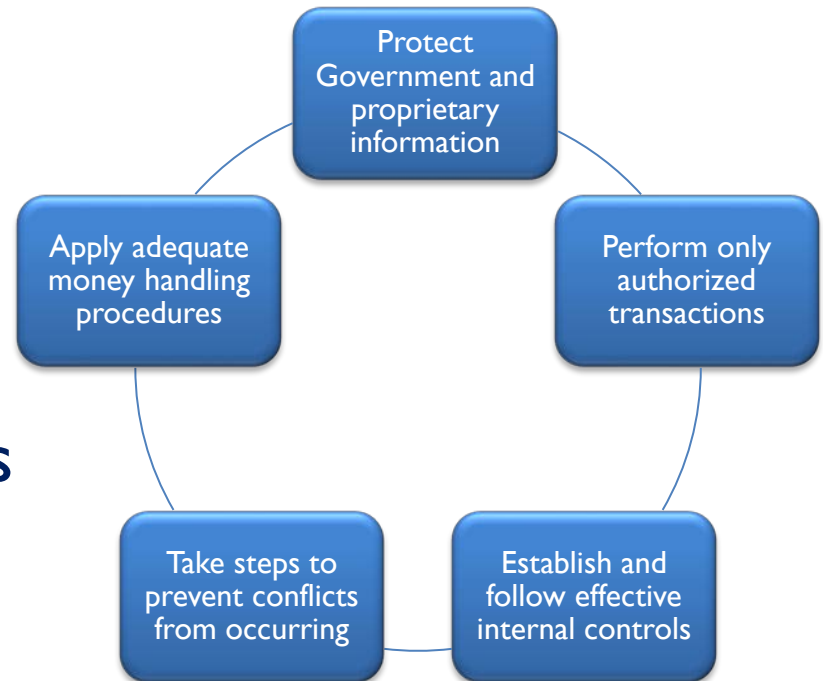 Protect
Government and
proprietary
information
Perform only
authorized
transactions
Establish and
follow effective
internal controls
Take steps to
prevent conflicts
from occurring
Apply adequate
money handling
procedures
s